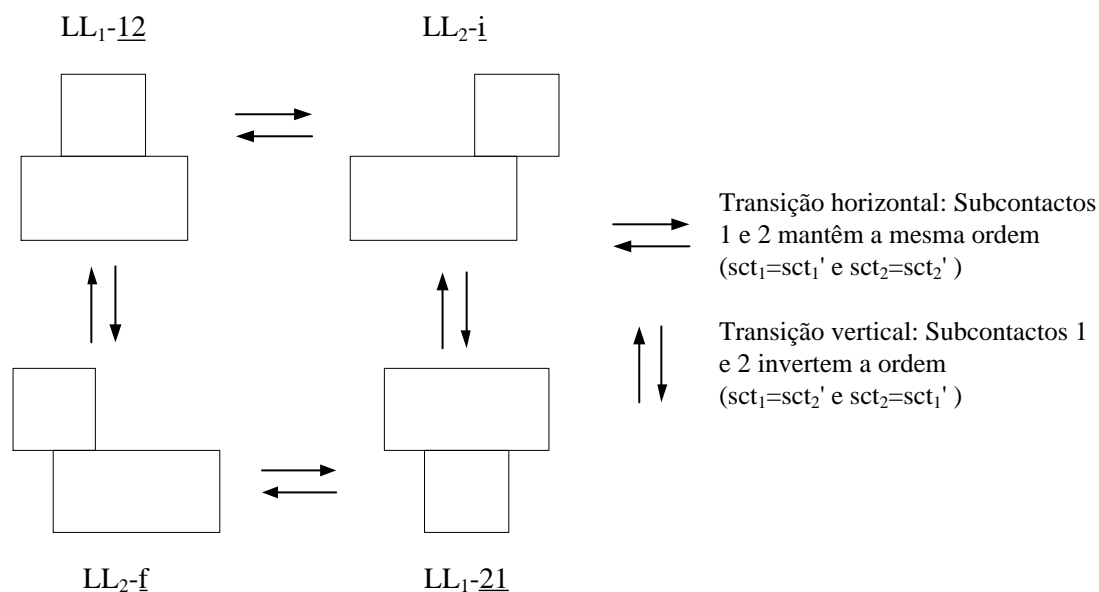 LL₁-12
LL₂-i
Transição horizontal: Subcontactos
1 e 2 mantêm a mesma ordem
(sct₁=sct₁' e sct₂=sct₂' )
Transição vertical: Subcontactos 1
e 2 invertem a ordem
(sct₁=sct₂' e sct₂=sct₁' )
LL₂-f
LL₁-21